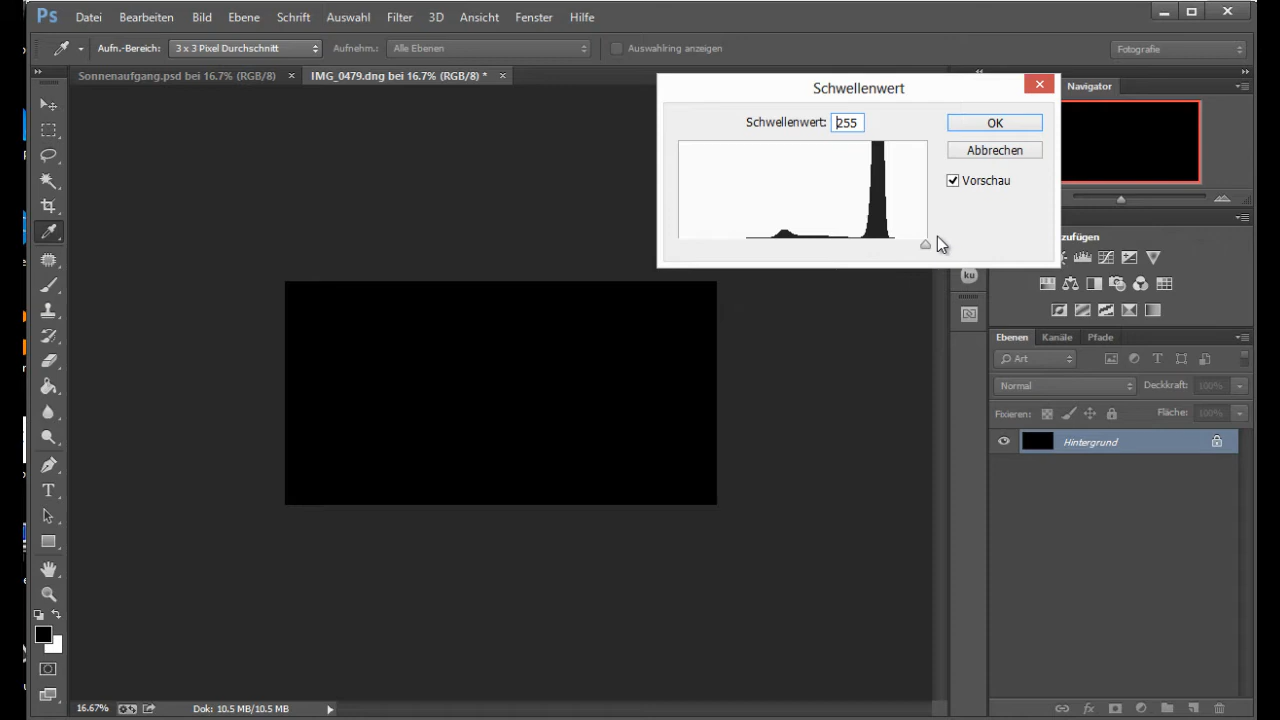 Ps Datei Bearbeiten Bild Ebene Schrift Auswahl Filter 3D Ansicht Fenster Hilfe
Aufn.-Bereich: 3 x 3 Pixel Durchschnitt Aufnehm.: Alle Ebenen Auswahlring anzeigen Fotografie
Sonnenaufgang.psd bei 16.7% (RGB/8) IMG_0479.dng bei 16.7% (RGB/8) *
Schwellenwert
Navigator
Schwellenwert: 255
OK
Abbrechen
Vorschau
zufügen
ku
Ebenen Kanäle Pfade
Art
Normal Deckkraft: 100%
Fixieren: Fläche: 100%
Hintergrund
16.67% Dok: 10.5 MB/10.5 MB